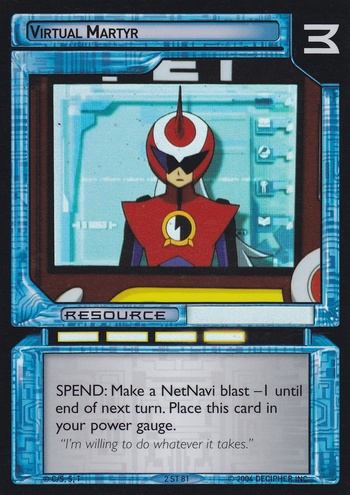 VIRTUAL MARTYR
3
RESOURCE
SPEND: Make a NetNavi blast –1 until
end of next turn. Place this card in
your power gauge.
“I’m willing to do whatever it takes.”
© C/S, S, T
2 ST 81
© 2004 DECIPHER INC.